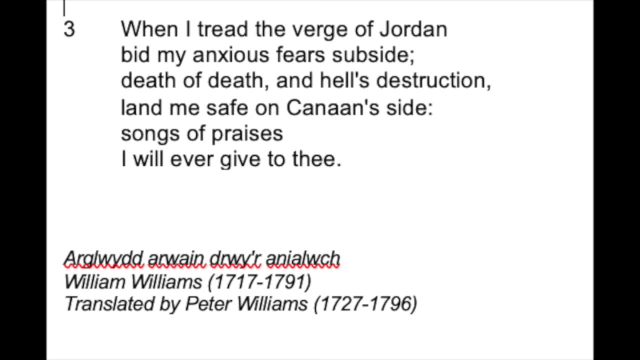 3 When I tread the verge of Jordan
bid my anxious fears subside;
death of death, and hell's destruction,
land me safe on Canaan's side:
songs of praises
I will ever give to thee.
Arglwydd arwain drwy'r anialwch
William Williams (1717-1791)
Translated by Peter Williams (1727-1796)